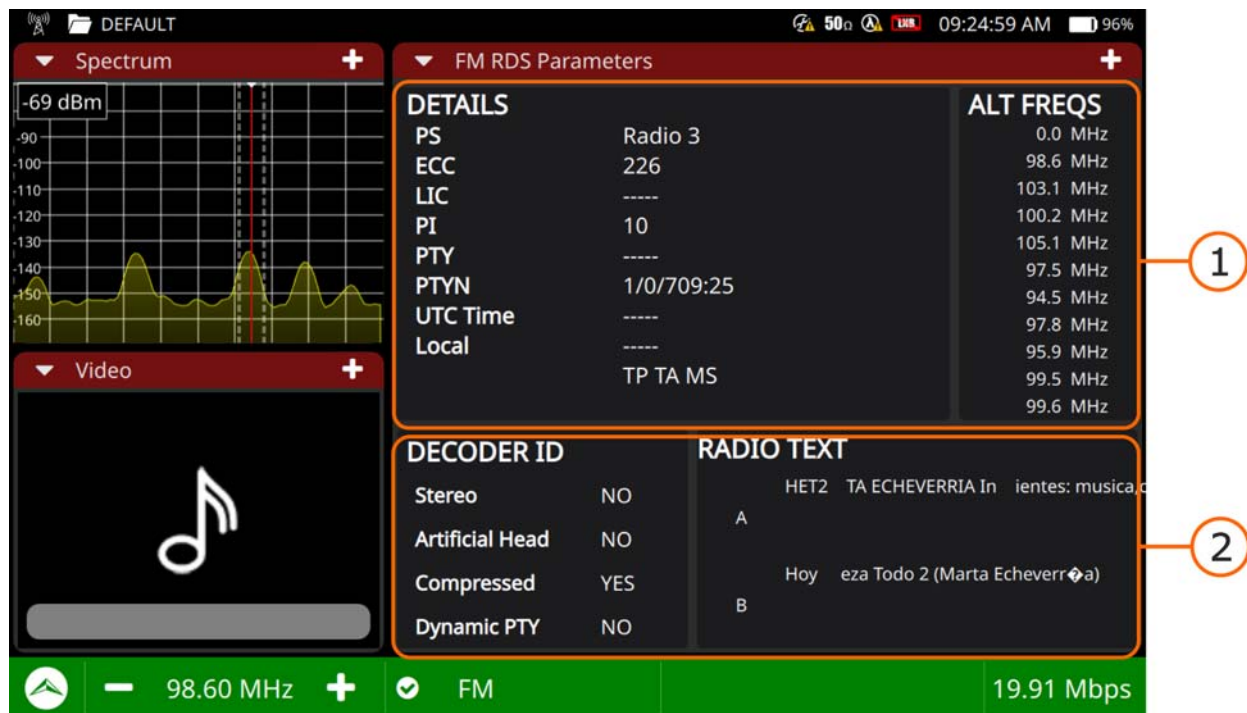 DEFAULT
50Ω
LNB
09:24:59 AM
96%
Spectrum
-69 dBm
-90
-100
-110
-120
-130
-140
-150
-160
Video
FM RDS Parameters
DETAILS
PS Radio 3
ECC 226
LIC -----
PI 10
PTY -----
PTYN 1/0/709:25
UTC Time -----
Local -----
TP TA MS
ALT FREQS
0.0 MHz
98.6 MHz
103.1 MHz
100.2 MHz
105.1 MHz
97.5 MHz
94.5 MHz
97.8 MHz
95.9 MHz
99.5 MHz
99.6 MHz
1
DECODER ID
Stereo NO
Artificial Head NO
Compressed YES
Dynamic PTY NO
RADIO TEXT
HET2 TA ECHEVERRIA In ientes: musica,
A
Hoy eza Todo 2 (Marta Echeverr�a)
B
2
98.60 MHz
FM
19.91 Mbps